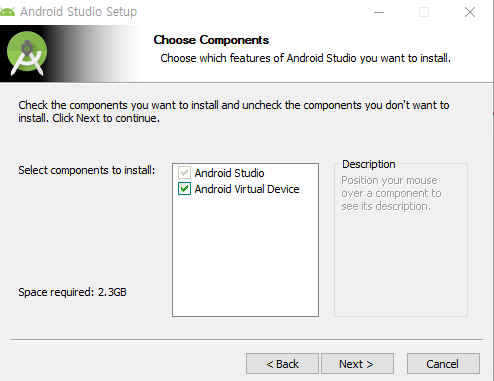 Android Studio Setup
Choose Components
Choose which features of Android Studio you want to install.
Check the components you want to install and uncheck the components you don't want to
install. Click Next to continue.
Select components to install:
Android Studio
Android Virtual Device
Description
Position your mouse
over a component to
see its description.
Space required: 2.3GB
< Back
Next >
Cancel